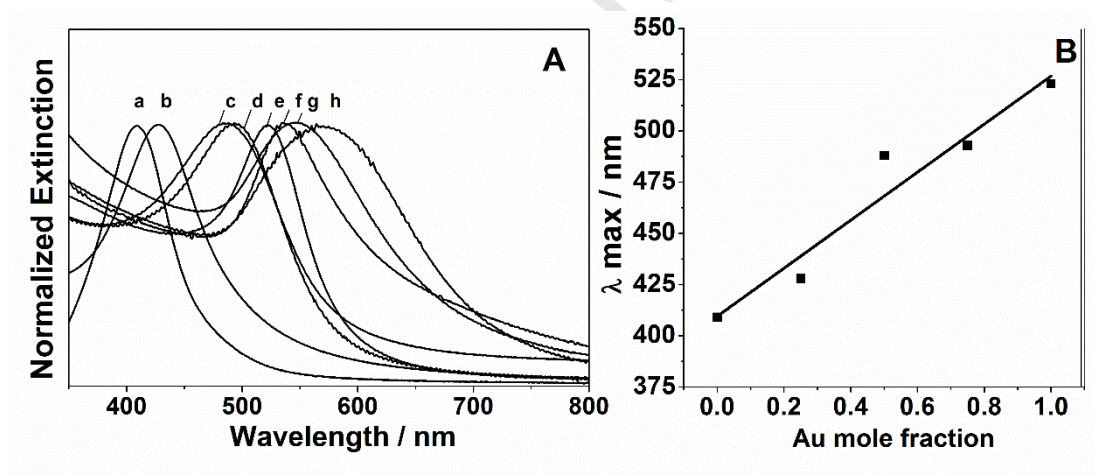 A
a b c d e f g h
Normalized Extinction
400 500 600 700 800
Wavelength / nm
B
550
525
500
475
450
425
400
375
λ max / nm
0.0 0.2 0.4 0.6 0.8 1.0
Au mole fraction